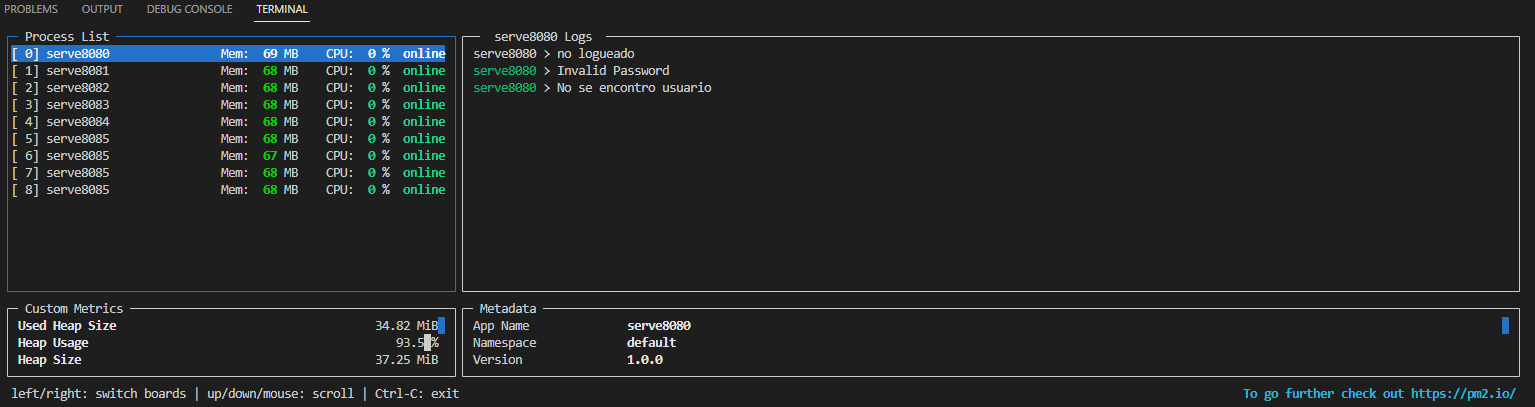 PROBLEMS OUTPUT DEBUG CONSOLE TERMINAL
Process List
[ 0] serve8080 Mem: 69 MB CPU: 0 % online
[ 1] serve8081 Mem: 68 MB CPU: 0 % online
[ 2] serve8082 Mem: 68 MB CPU: 0 % online
[ 3] serve8083 Mem: 68 MB CPU: 0 % online
[ 4] serve8084 Mem: 68 MB CPU: 0 % online
[ 5] serve8085 Mem: 68 MB CPU: 0 % online
[ 6] serve8085 Mem: 67 MB CPU: 0 % online
[ 7] serve8085 Mem: 68 MB CPU: 0 % online
[ 8] serve8085 Mem: 68 MB CPU: 0 % online
serve8080 Logs
serve8080 > no logueado
serve8080 > Invalid Password
serve8080 > No se encontro usuario
Custom Metrics
Used Heap Size 34.82 MiB
Heap Usage 93.5 %
Heap Size 37.25 MiB
Metadata
App Name serve8080
Namespace default
Version 1.0.0
left/right: switch boards | up/down/mouse: scroll | Ctrl-C: exit
To go further check out https://pm2.io/